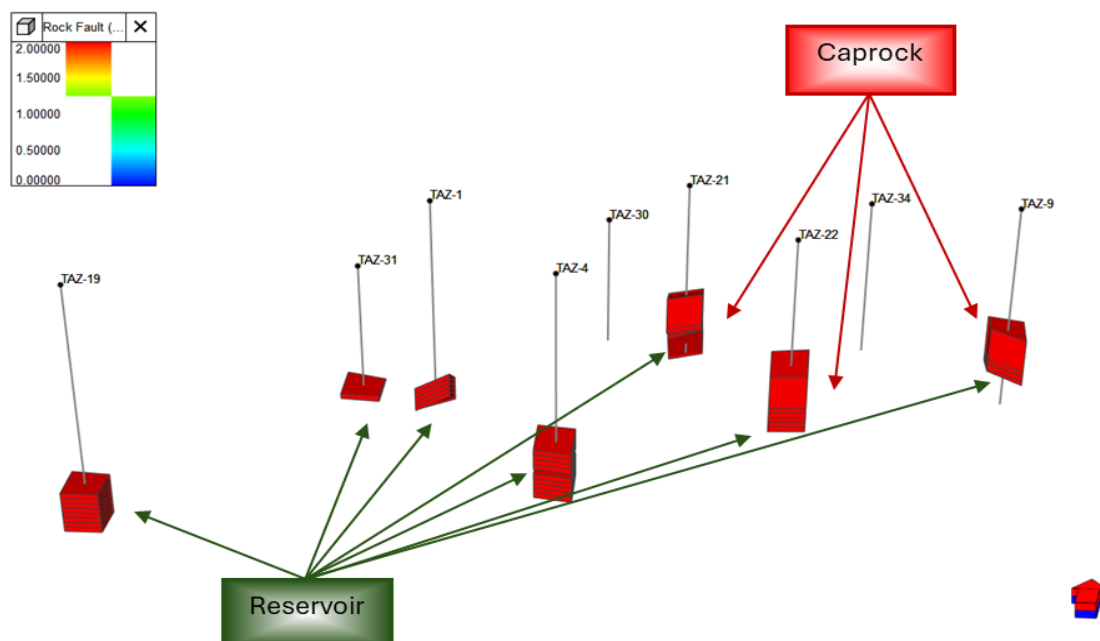 Rock Fault (...
2.00000
1.50000
1.00000
0.50000
0.00000
Caprock
TAZ-21
TAZ-1
TAZ-34
TAZ-9
TAZ-30
TAZ-22
TAZ-31
TAZ-4
TAZ-19
Reservoir